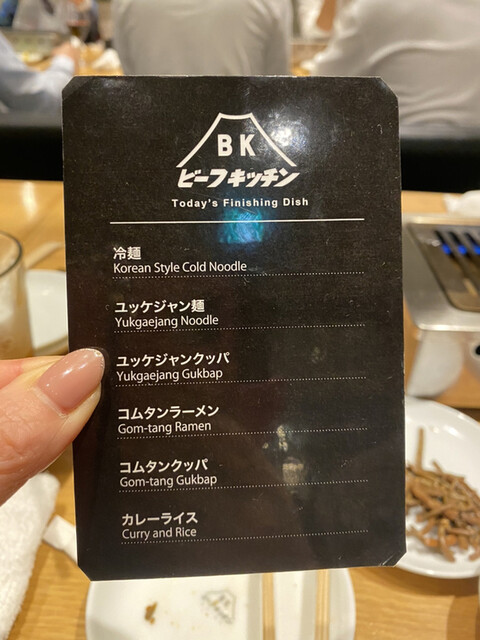 BK
ビーフキッチン
Today's Finishing Dish
冷麺
Korean Style Cold Noodle
ユッケジャン麺
Yukgaejang Noodle
ユッケジャンクッパ
Yukgaejang Gukbap
コムタンラーメン
Gom-tang Ramen
コムタンクッパ
Gom-tang Gukbap
カレーライス
Curry and Rice